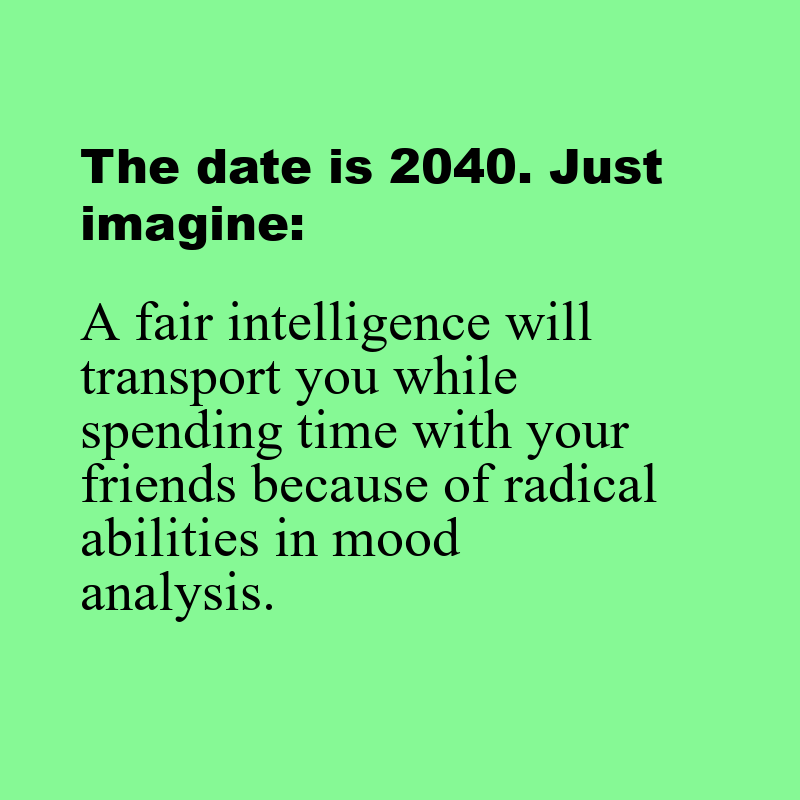 The date is 2040. Just
imagine:
A fair intelligence will
transport you while
spending time with your
friends because of radical
abilities in mood
analysis.